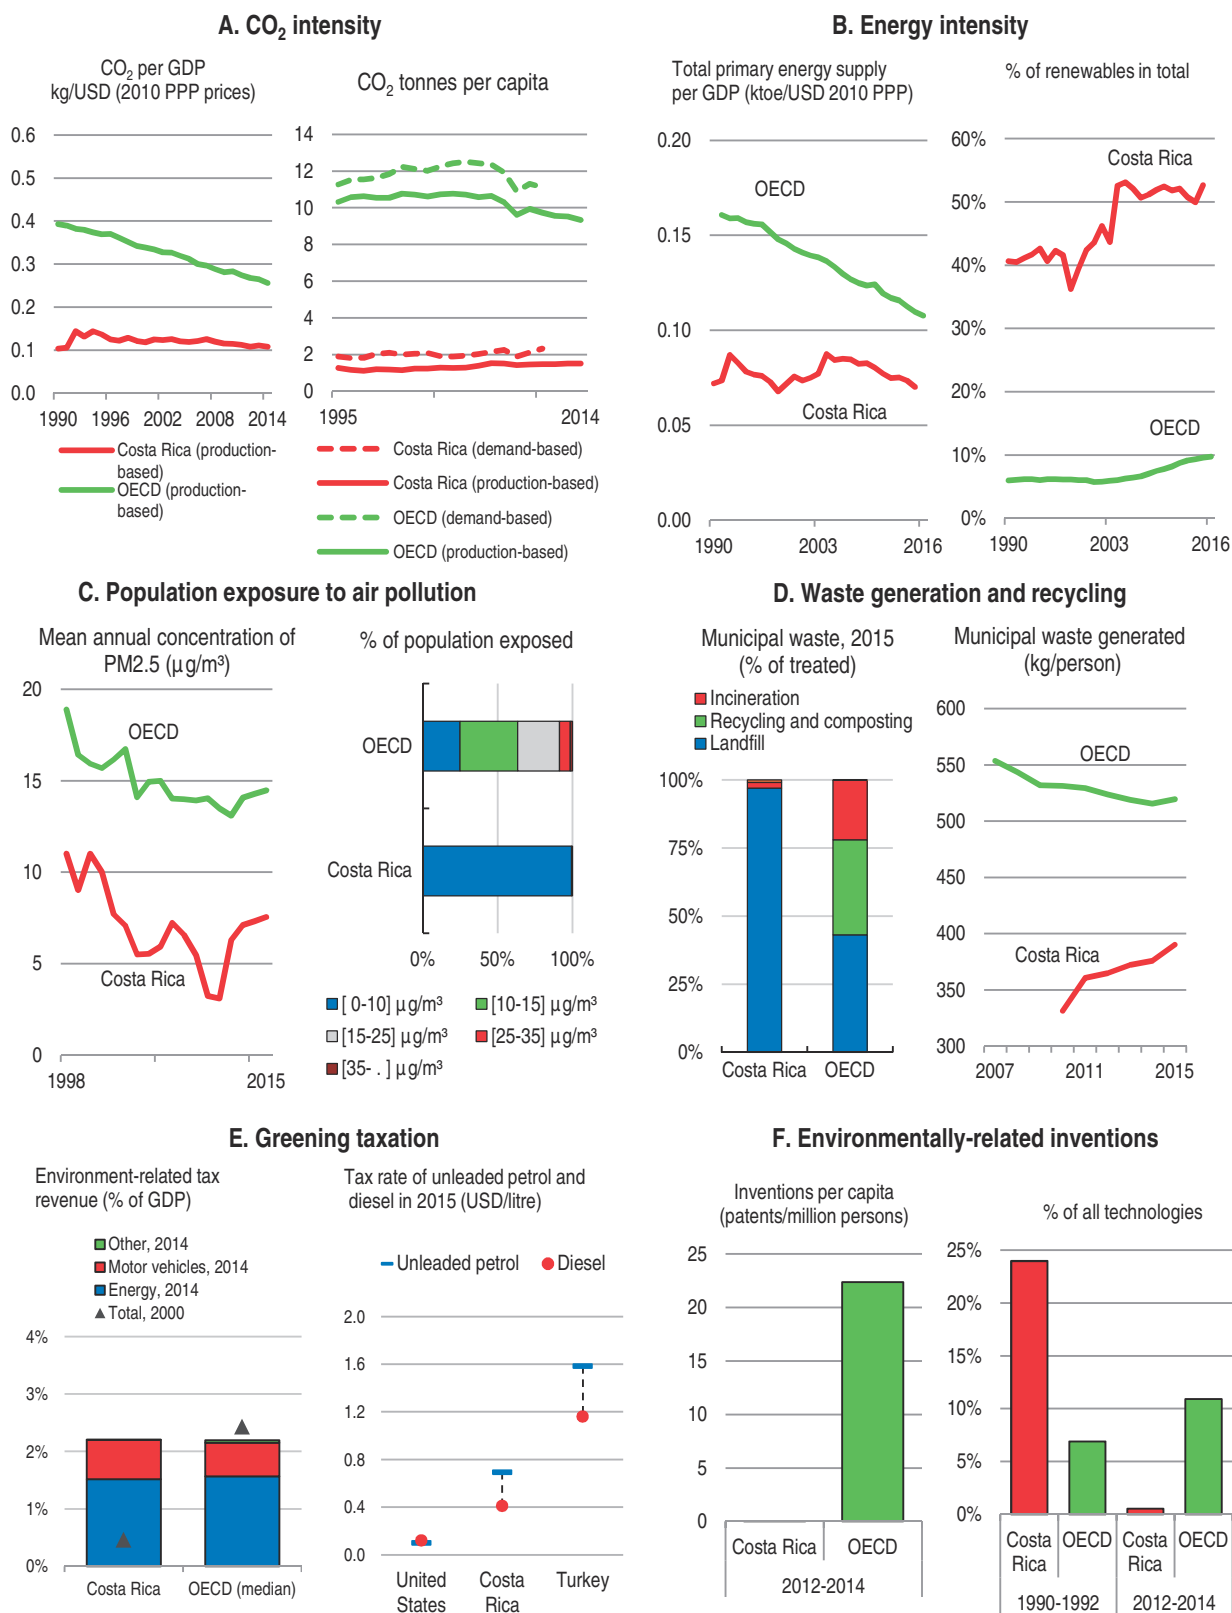 A. CO2 intensity
CO2 per GDP
kg/USD (2010 PPP prices)
0.6
0.5
0.4
0.3
0.2
0.1
0.0
1990
1996
2002
2008
2014
Costa Rica (production-
based)
OECD (production-
based)
CO2 tonnes per capita
14
12
10
8
6
4
2
0
1995
2014
Costa Rica (demand-based)
Costa Rica (production-based)
OECD (demand-based)
OECD (production-based)
B. Energy intensity
Total primary energy supply
per GDP (ktoe/USD 2010 PPP)
0.20
0.15
0.10
0.05
0.00
OECD
Costa Rica
1990
2003
2016
% of renewables in total
60%
50%
40%
30%
20%
10%
0%
Costa Rica
OECD
1990
2003
2016
C. Population exposure to air pollution
Mean annual concentration of
PM2.5 (µg/m³)
20
15
10
5
0
OECD
Costa Rica
1998
2015
% of population exposed
OECD
Costa Rica
0%
50%
100%
[ 0-10] µg/m³
[10-15] µg/m³
[15-25] µg/m³
[25-35] µg/m³
[35- . ] µg/m³
D. Waste generation and recycling
Municipal waste, 2015
(% of treated)
Incineration
Recycling and composting
Landfill
100%
75%
50%
25%
0%
Costa Rica
OECD
Municipal waste generated
(kg/person)
600
550
500
450
400
350
300
OECD
Costa Rica
2007
2011
2015
E. Greening taxation
Environment-related tax
revenue (% of GDP)
Other, 2014
Motor vehicles, 2014
Energy, 2014
Total, 2000
4%
3%
2%
1%
0%
Costa Rica
OECD (median)
Tax rate of unleaded petrol and
diesel in 2015 (USD/litre)
Unleaded petrol
Diesel
2.0
1.6
1.2
0.8
0.4
0.0
United
States
Costa
Rica
Turkey
F. Environmentally-related inventions
Inventions per capita
(patents/million persons)
25
20
15
10
5
0
Costa Rica
OECD
2012-2014
% of all technologies
25%
20%
15%
10%
5%
0%
Costa
Rica
OECD
Costa
Rica
OECD
1990-1992
2012-2014